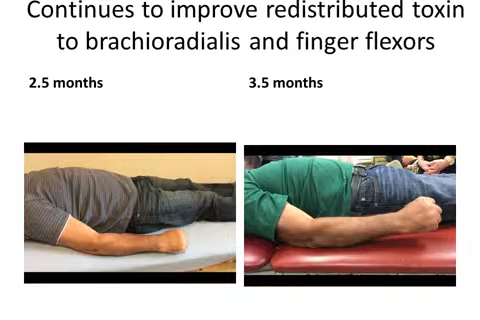 Continues to improve redistributed toxin
to brachioradialis and finger flexors
2.5 months
3.5 months